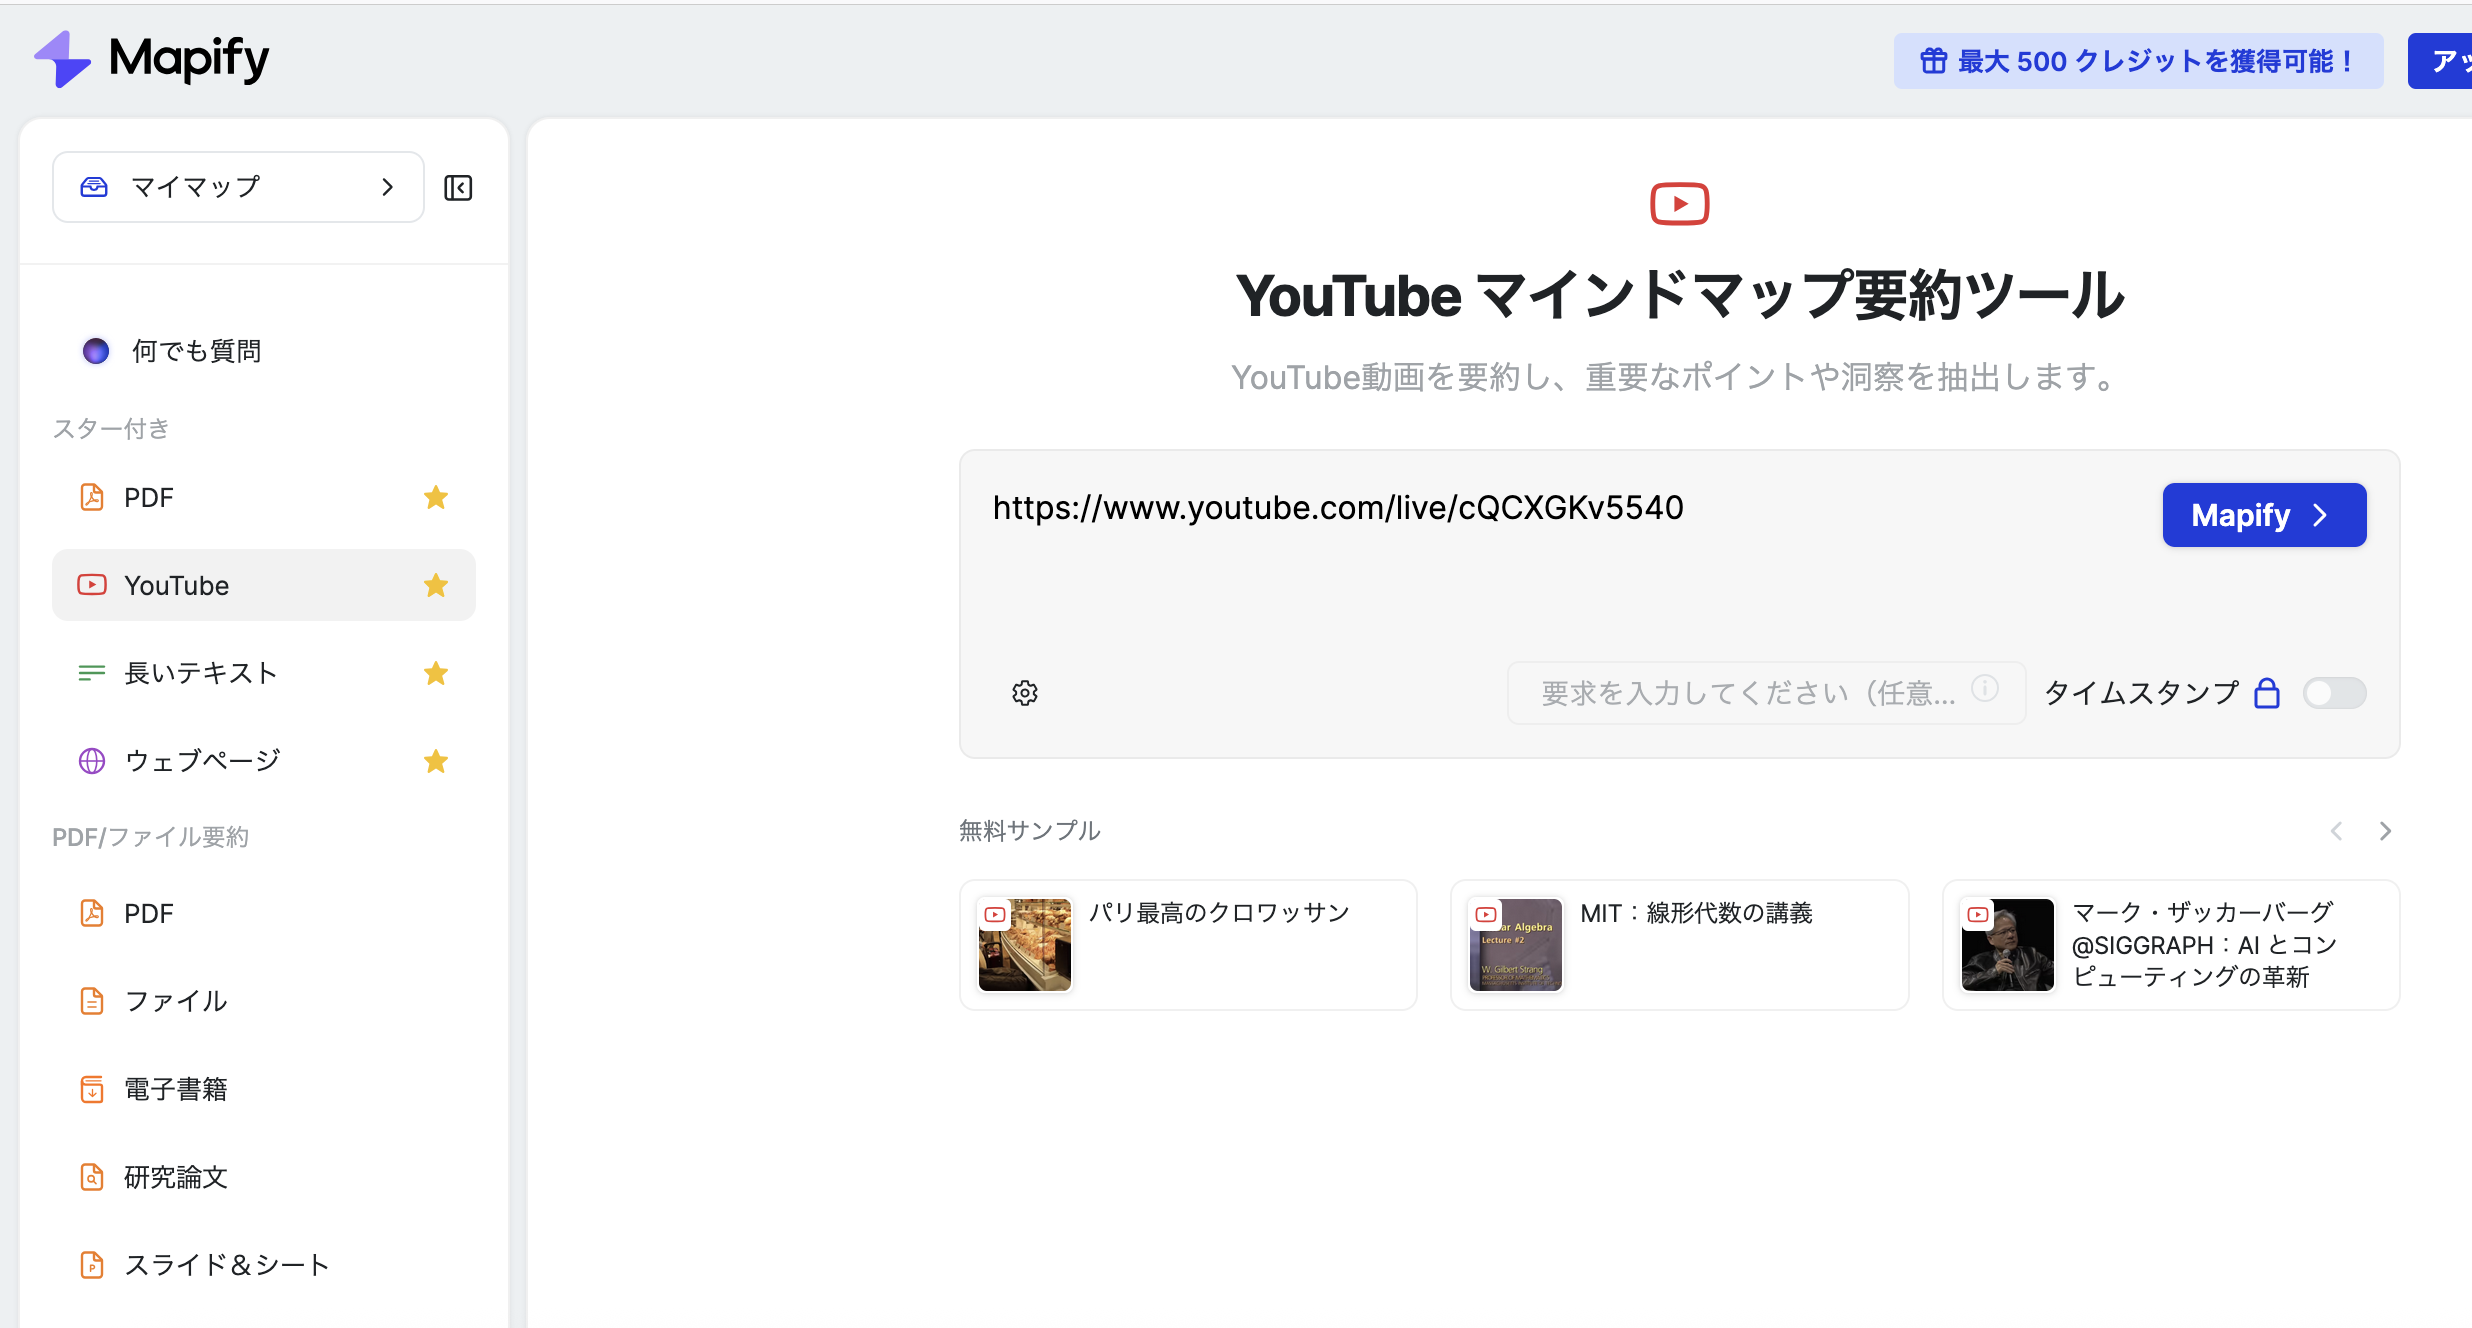 Mapify
最大 500 クレジットを獲得可能！
アッ
マイマップ
何でも質問
スター付き
PDF
YouTube
長いテキスト
ウェブページ
PDF/ファイル要約
PDF
ファイル
電子書籍
研究論文
スライド＆シート
YouTube マインドマップ要約ツール
YouTube動画を要約し、重要なポイントや洞察を抽出します。
https://www.youtube.com/live/cQCXGKv5540
Mapify
要求を入力してください（任意...
タイムスタンプ
無料サンプル
パリ最高のクロワッサン
ar Algebra
Lecture #2
W. Gilbert Strang
MIT：線形代数の講義
マーク・ザッカーバーグ
@SIGGRAPH：AI とコン
ピューティングの革新